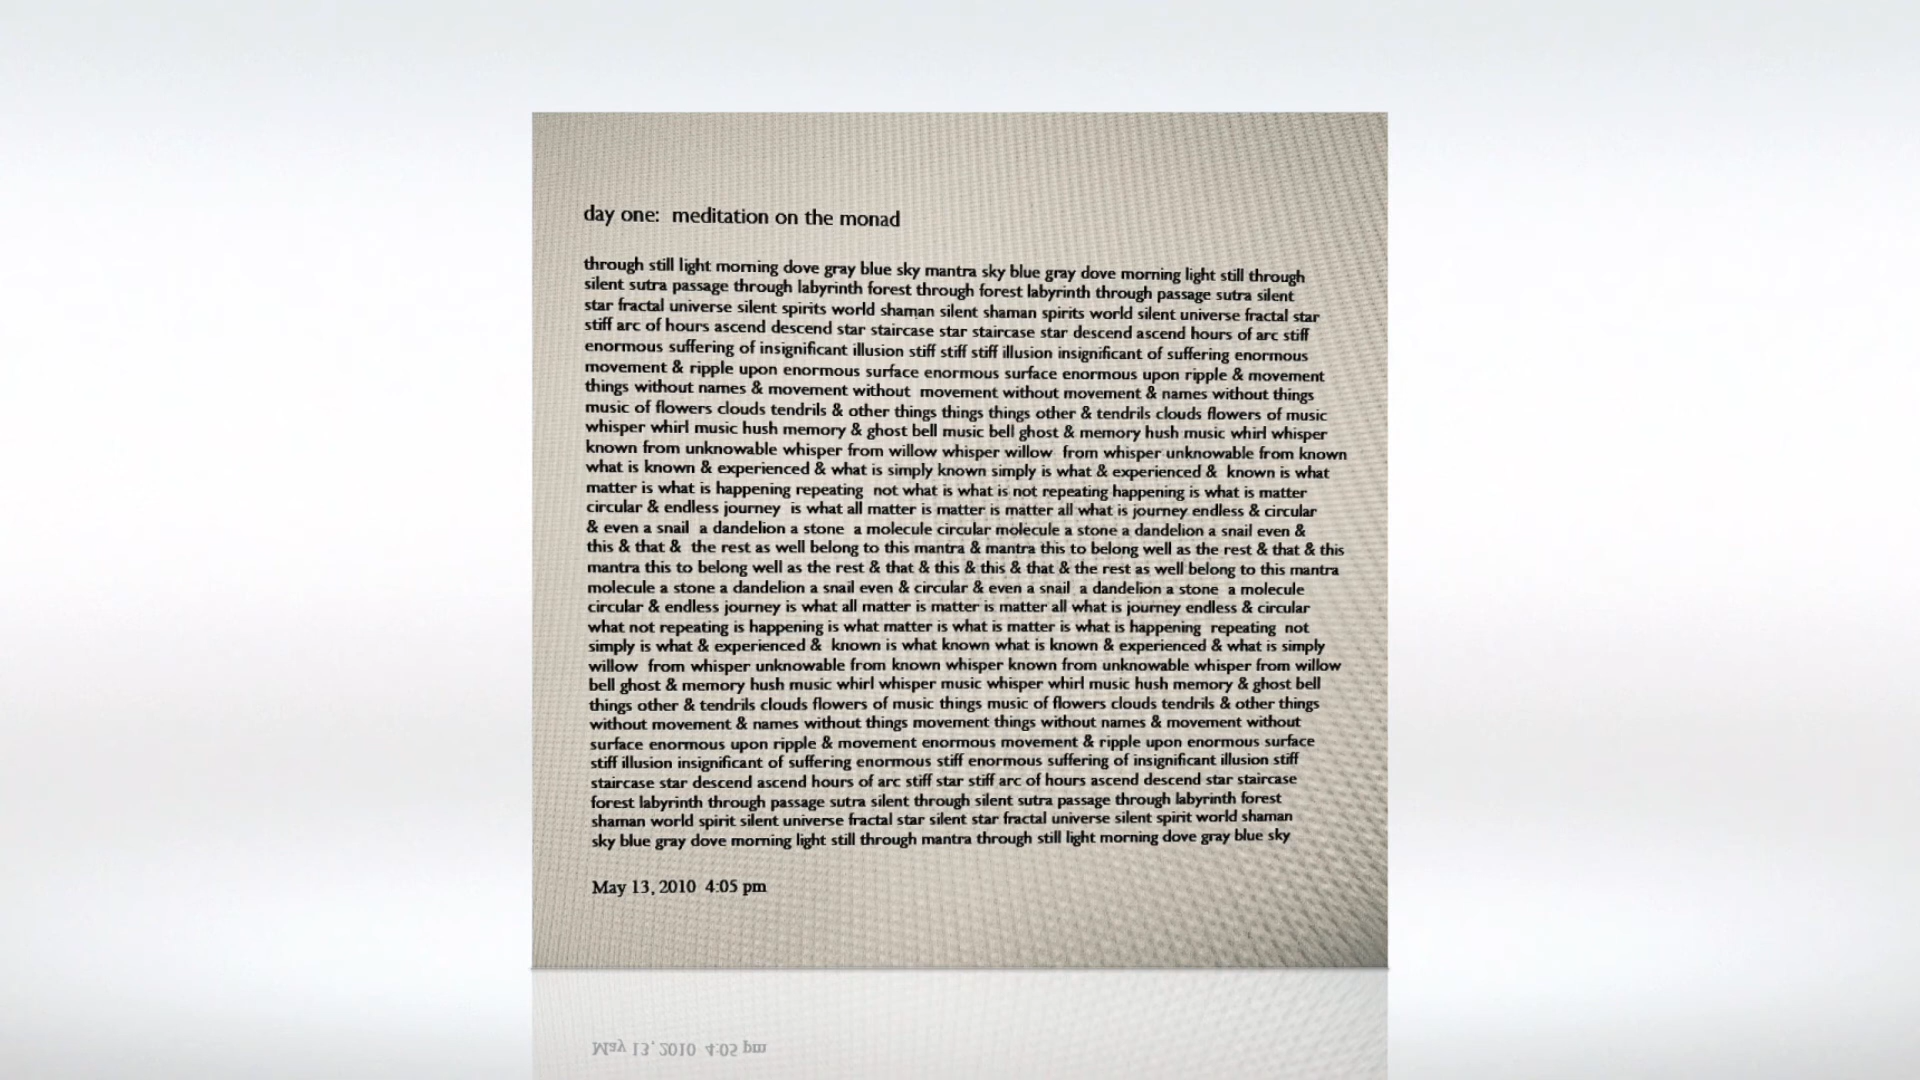 day one:  meditation on the monad
through still light morning dove gray blue sky mantra sky blue gray dove morning light still through
silent sutra passage through labyrinth forest through forest labyrinth through passage sutra silent
star fractal universe silent spirits world shaman silent shaman spirits world silent universe fractal star
stiff arc of hours ascend descend star staircase star staircase star descend ascend hours of arc stiff
enormous suffering of insignificant illusion stiff stiff stiff illusion insignificant of suffering enormous
movement & ripple upon enormous surface enormous surface enormous upon ripple & movement
things without names & movement without  movement without movement & names without things
music of flowers clouds tendrils & other things things things other & tendrils clouds flowers of music
whisper whirl music hush memory & ghost bell music bell ghost & memory hush music whirl whisper
known from unknowable whisper from willow whisper willow  from whisper unknowable from known
what is known & experienced & what is simply known simply is what & experienced &  known is what
matter is what is happening repeating  not what is what is not repeating happening is what is matter
circular & endless journey  is what all matter is matter is matter all what is journey endless & circular
& even a snail  a dandelion a stone  a molecule circular molecule a stone a dandelion a snail even &
this & that &  the rest as well belong to this mantra & mantra this to belong well as the rest & that & this
mantra this to belong well as the rest & that & this & this & that & the rest as well belong to this mantra
molecule a stone a dandelion a snail even & circular & even a snail  a dandelion a stone  a molecule
circular & endless journey is what all matter is matter is matter all what is journey endless & circular
what not repeating is happening is what matter is what is matter is what is happening  repeating  not
simply is what & experienced &  known is what known what is known & experienced & what is simply
willow  from whisper unknowable from known whisper known from unknowable whisper from willow
bell ghost & memory hush music whirl whisper music whisper whirl music hush memory & ghost bell
things other & tendrils clouds flowers of music things music of flowers clouds tendrils & other things
without movement & names without things movement things without names & movement without
surface enormous upon ripple & movement enormous movement & ripple upon enormous surface
stiff illusion insignificant of suffering enormous stiff enormous suffering of insignificant illusion stiff
staircase star descend ascend hours of arc stiff star stiff arc of hours ascend descend star staircase
forest labyrinth through passage sutra silent through silent sutra passage through labyrinth forest
shaman world spirit silent universe fractal star silent star fractal universe silent spirit world shaman
sky blue gray dove morning light still through mantra through still light morning dove gray blue sky
May 13, 2010  4:05 pm
May 13, 2010  4:05 pm